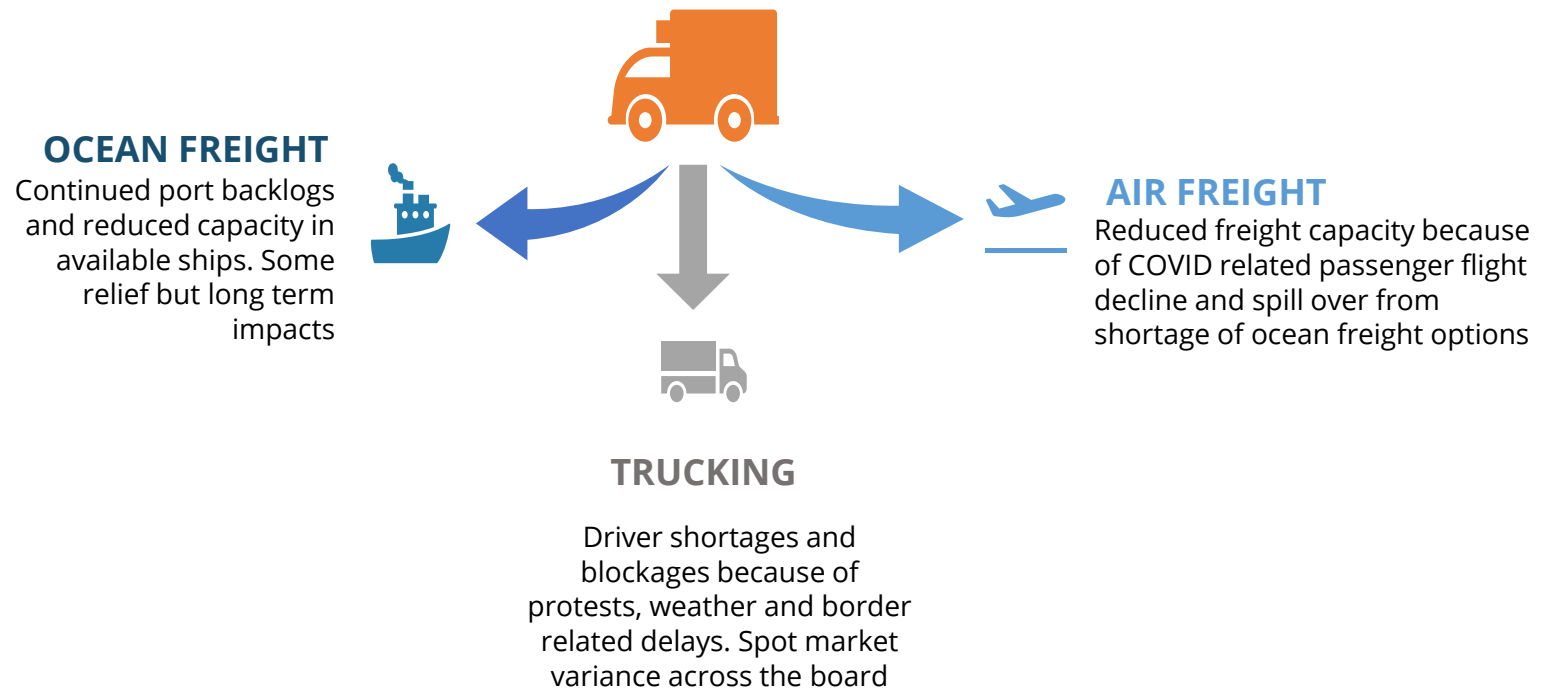 OCEAN FREIGHT
Continued port backlogs
and reduced capacity in
available ships. Some
relief but long term
impacts
AIR FREIGHT
Reduced freight capacity because
of COVID related passenger flight
decline and spill over from
shortage of ocean freight options
TRUCKING
Driver shortages and
blockages because of
protests, weather and border
related delays. Spot market
variance across the board